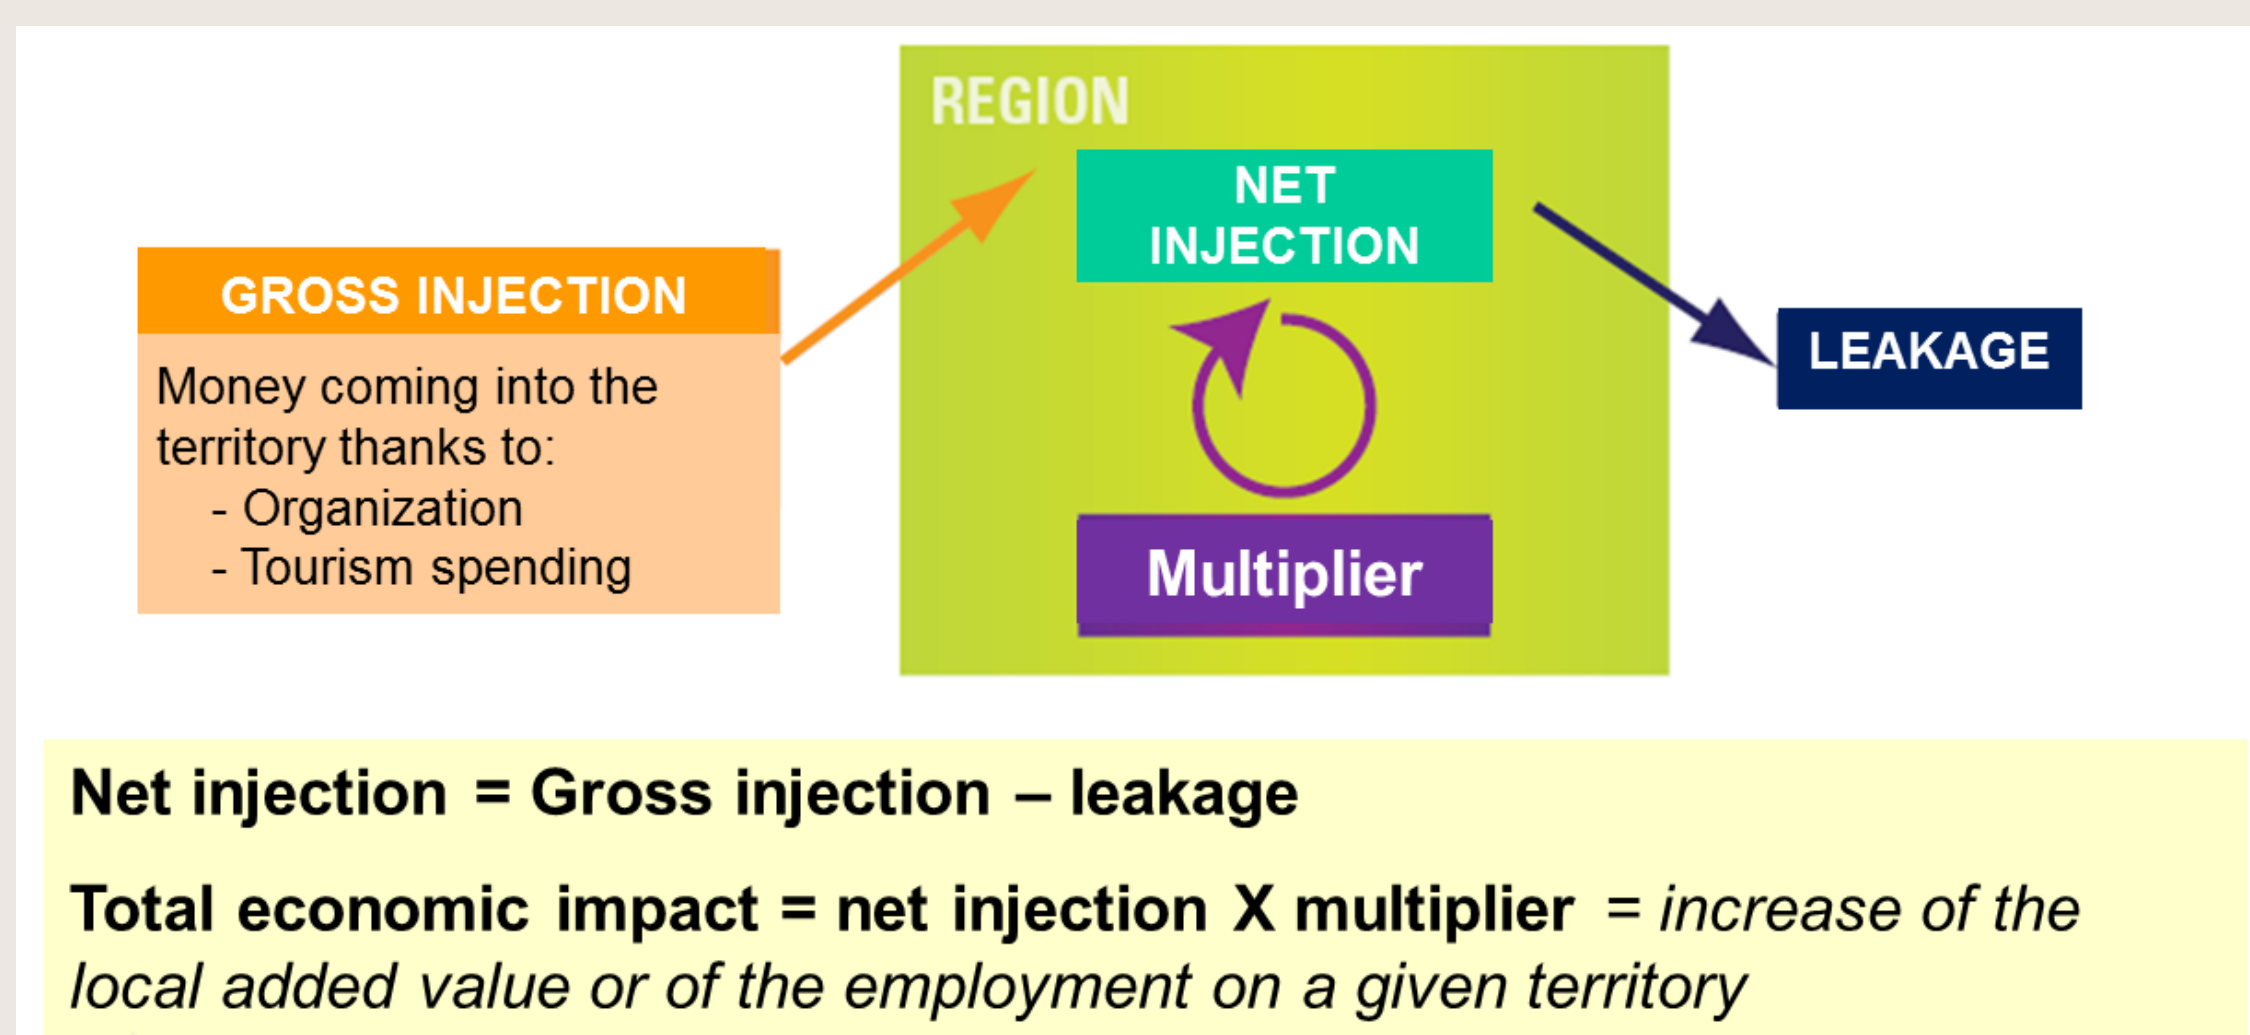 REGION
NET
INJECTION
GROSS INJECTION
Money coming into the
territory thanks to:
- Organization
- Tourism spending
LEAKAGE
Multiplier
Net injection = Gross injection – leakage
Total economic impact = net injection X multiplier = increase of the
local added value or of the employment on a given territory